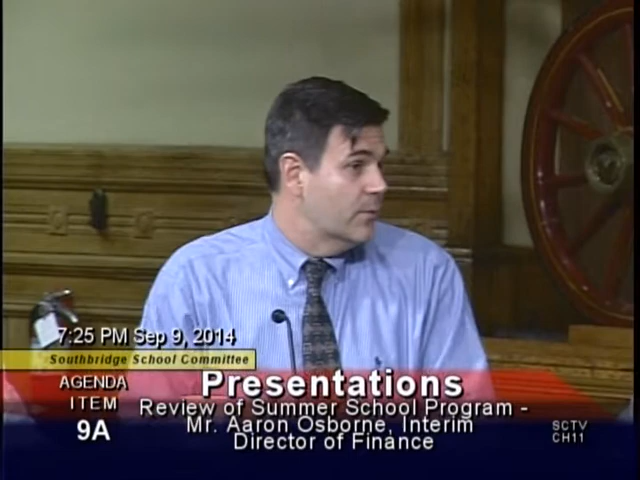 7:25 PM Sep 9, 2014
Southbridge School Committee
AGENDA
ITEM
9A
Presentations
Review of Summer School Program -
Mr. Aaron Osborne, Interim
Director of Finance
SCTV
CH11